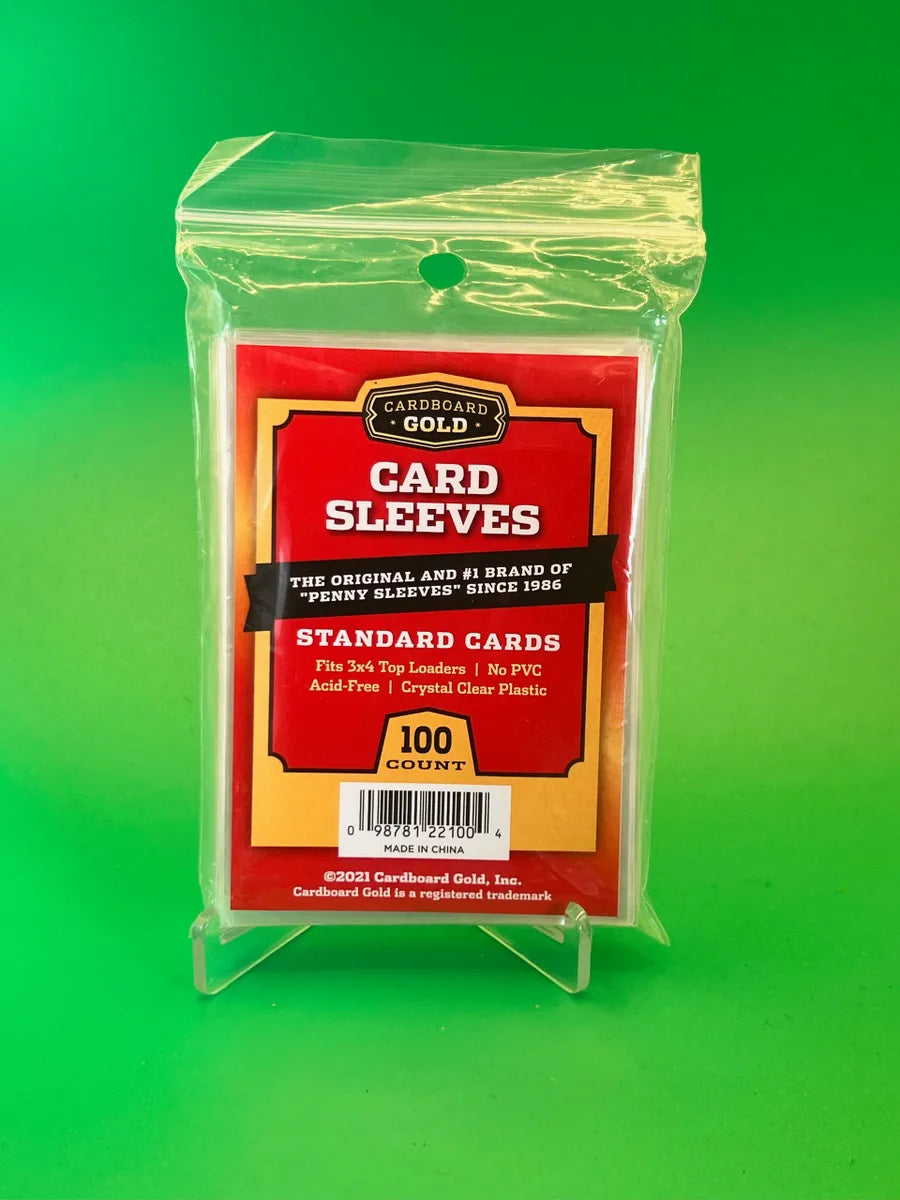 CARDBOARD
GOLD
CARD
SLEEVES
THE ORIGINAL AND #1 BRAND OF
"PENNY SLEEVES" SINCE 1986
STANDARD CARDS
Fits 3x4 Top Loaders | No PVC
Acid-Free | Crystal Clear Plastic
100
COUNT
0 98781 22100 4
MADE IN CHINA
©2021 Cardboard Gold, Inc.
Cardboard Gold is a registered trademark